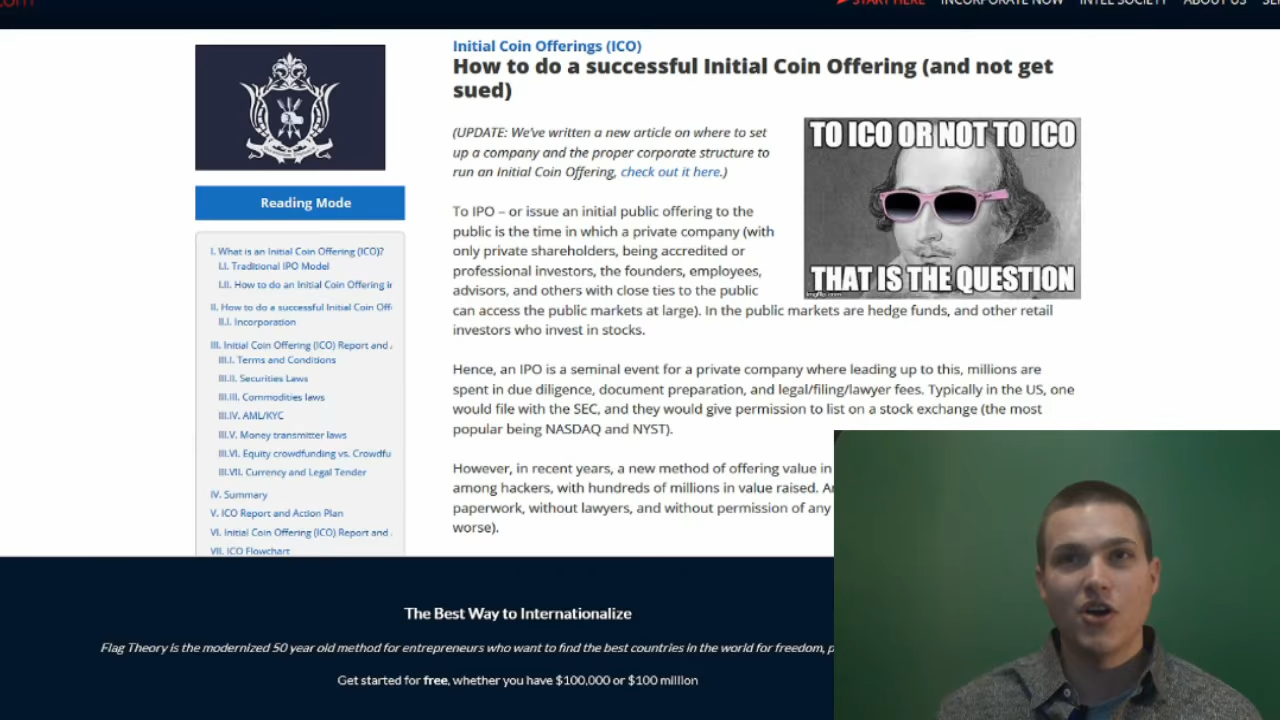 START HERE
INCORPORATE NOW
INTEL SOCIETY
ABOUT US
Initial Coin Offerings (ICO)
How to do a successful Initial Coin Offering (and not get
sued)
(UPDATE: We've written a new article on where to set
up a company and the proper corporate structure to
run an Initial Coin Offering, check out it here.)
TO ICO OR NOT TO ICO
THAT IS THE QUESTION
imgflip.com
Reading Mode
I. What is an Initial Coin Offering (ICO)?
I.I. Traditional IPO Model
I.II. How to do an Initial Coin Offering i
II. How to do a successful Initial Coin Off
II.I. Incorporation
III. Initial Coin Offering (ICO) Report and
III.I. Terms and Conditions
III.II. Securities Laws
III.III. Commodities laws
III.IV. AML/KYC
III.V. Money transmitter laws
III.VI. Equity crowdfunding vs. Crowdfu
III.VII. Currency and Legal Tender
IV. Summary
V. ICO Report and Action Plan
VI. Initial Coin Offering (ICO) Report and
VII. ICO Flowchart
To IPO – or issue an initial public offering to the
public is the time in which a private company (with
only private shareholders, being accredited or
professional investors, the founders, employees,
advisors, and others with close ties to the public
can access the public markets at large). In the public markets are hedge funds, and other retail
investors who invest in stocks.
Hence, an IPO is a seminal event for a private company where leading up to this, millions are
spent in due diligence, document preparation, and legal/filing/lawyer fees. Typically in the US, one
would file with the SEC, and they would give permission to list on a stock exchange (the most
popular being NASDAQ and NYST).
However, in recent years, a new method of offering value in
among hackers, with hundreds of millions in value raised. A
paperwork, without lawyers, and without permission of any
worse).
The Best Way to Internationalize
Flag Theory is the modernized 50 year old method for entrepreneurs who want to find the best countries in the world for freedom, p
Get started for free, whether you have $100,000 or $100 million